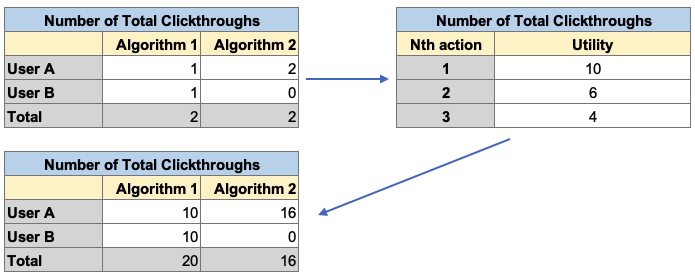 Number of Total Clickthroughs
Algorithm 1 Algorithm 2
User A 1 2
User B 1 0
Total 2 2
Number of Total Clickthroughs
Nth action Utility
1 10
2 6
3 4
Number of Total Clickthroughs
Algorithm 1 Algorithm 2
User A 10 16
User B 10 0
Total 20 16